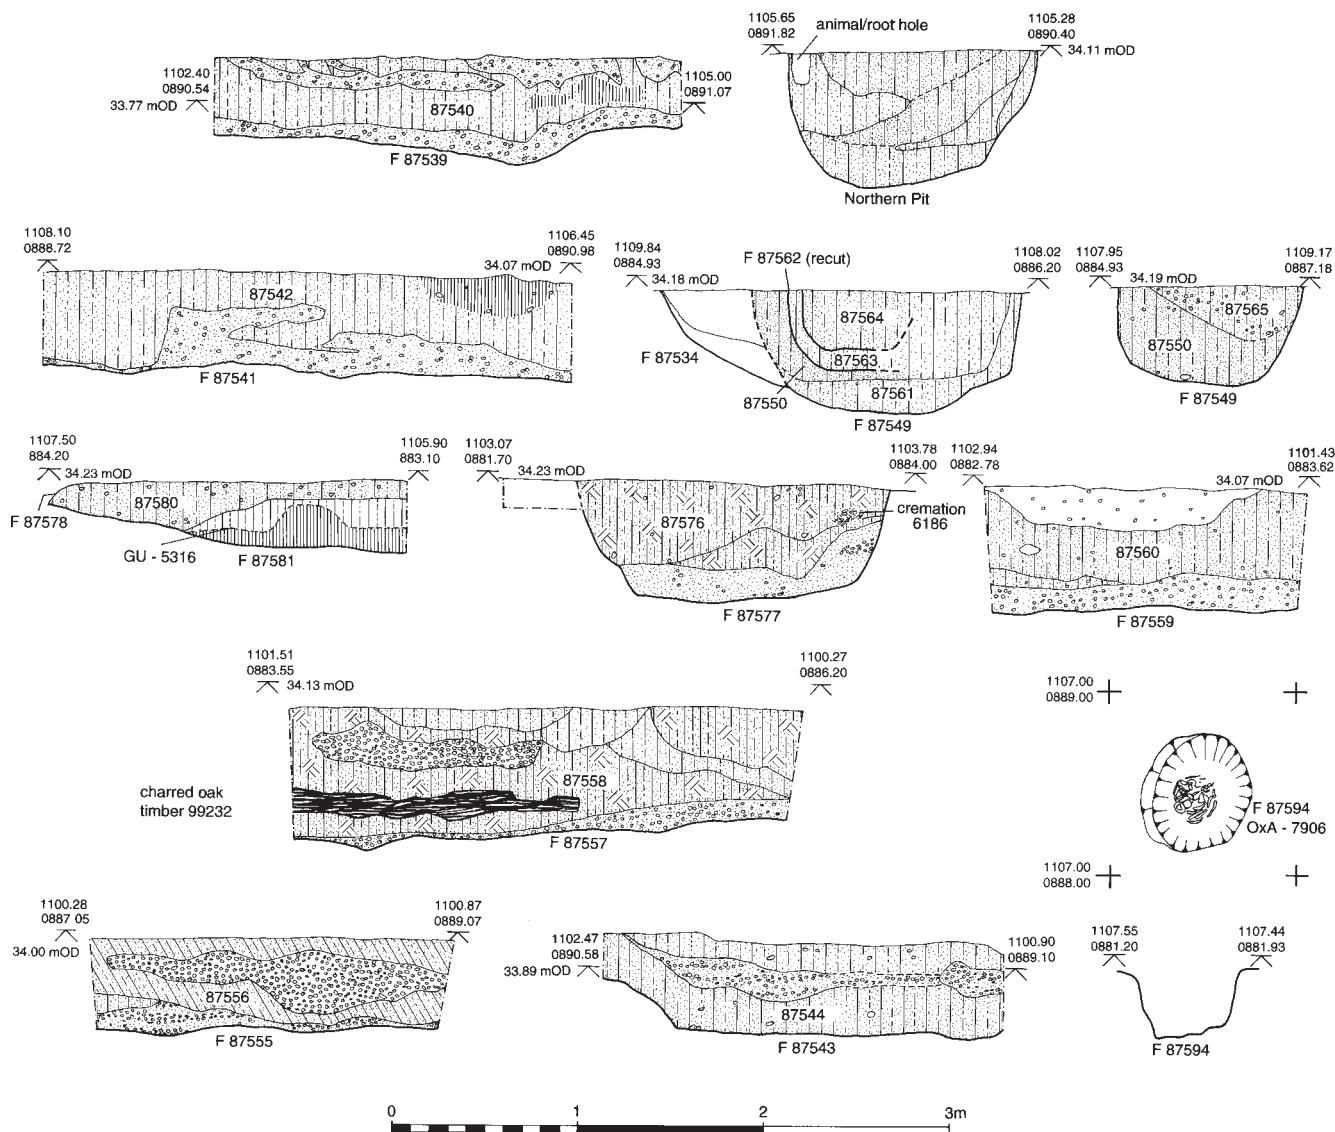 1105.65
0891.82
animal/root hole
1105.28
0890.40
34.11 mOD
1102.40
0890.54
33.77 mOD
1105.00
0891.07
87540
F 87539
Northern Pit
1108.10
0888.72
1106.45
0890.98
34.07 mOD
87542
F 87541
1109.84
0884.93
34.18 mOD
F 87562 (recut)
1108.02
0886.20
87564
87563
F 87534
87550
87561
F 87549
1107.95
0884.93
34.19 mOD
1109.17
0887.18
87565
87550
F 87549
1107.50
884.20
34.23 mOD
1105.90
883.10
87580
F 87578
GU - 5316
F 87581
1103.07
0881.70
34.23 mOD
1103.78
0884.00
87576
cremation
6186
F 87577
1102.94
0882.78
1101.43
0883.62
34.07 mOD
87560
F 87559
1101.51
0883.55
34.13 mOD
1100.27
0886.20
87558
charred oak
timber 99232
F 87557
1107.00
0889.00
F 87594
OxA - 7906
1107.00
0888.00
1100.28
0887 05
34.00 mOD
1100.87
0889.07
87556
F 87555
1102.47
0890.58
33.89 mOD
1100.90
0889.10
87544
F 87543
1107.55
0881.20
1107.44
0881.93
F 87594
0 1 2 3m